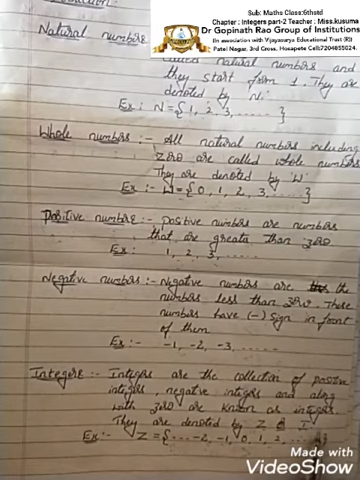 Sub: Maths Class:6thstd
Chapter : Integers part-2 Teacher : Miss.kusuma
Dr Gopinath Rao Group of Institutions
(In association with Vijayasurya Educational Trust (R))
Patel Nagar, 3rd Cross, Hosapete Cell:7204855024.
Natural numbers
called natural numbers and
they start from 1. They are
denoted by N.
Ex: N = {1, 2, 3, ..... }
Whole numbers :- All natural numbers including
zero are called whole numbers
They are denoted by 'W'
Ex :- W = {0, 1, 2, 3, .....}
Positive numbers :- Positive numbers are numbers
that are greater than zero
Ex: 1, 2, 3, .....
Negative numbers :- Negative numbers are the
numbers less than zero. These
numbers have (-) sign in front
of them
Ex :- -1, -2, -3, .....
Integers :- Integers are the collection of positive
integers, negative integers and along
with zero are known as integers.
They are denoted by Z & I
Ex:- Z = {.... -2, -1, 0, 1, 2,
Made with
VideoShow